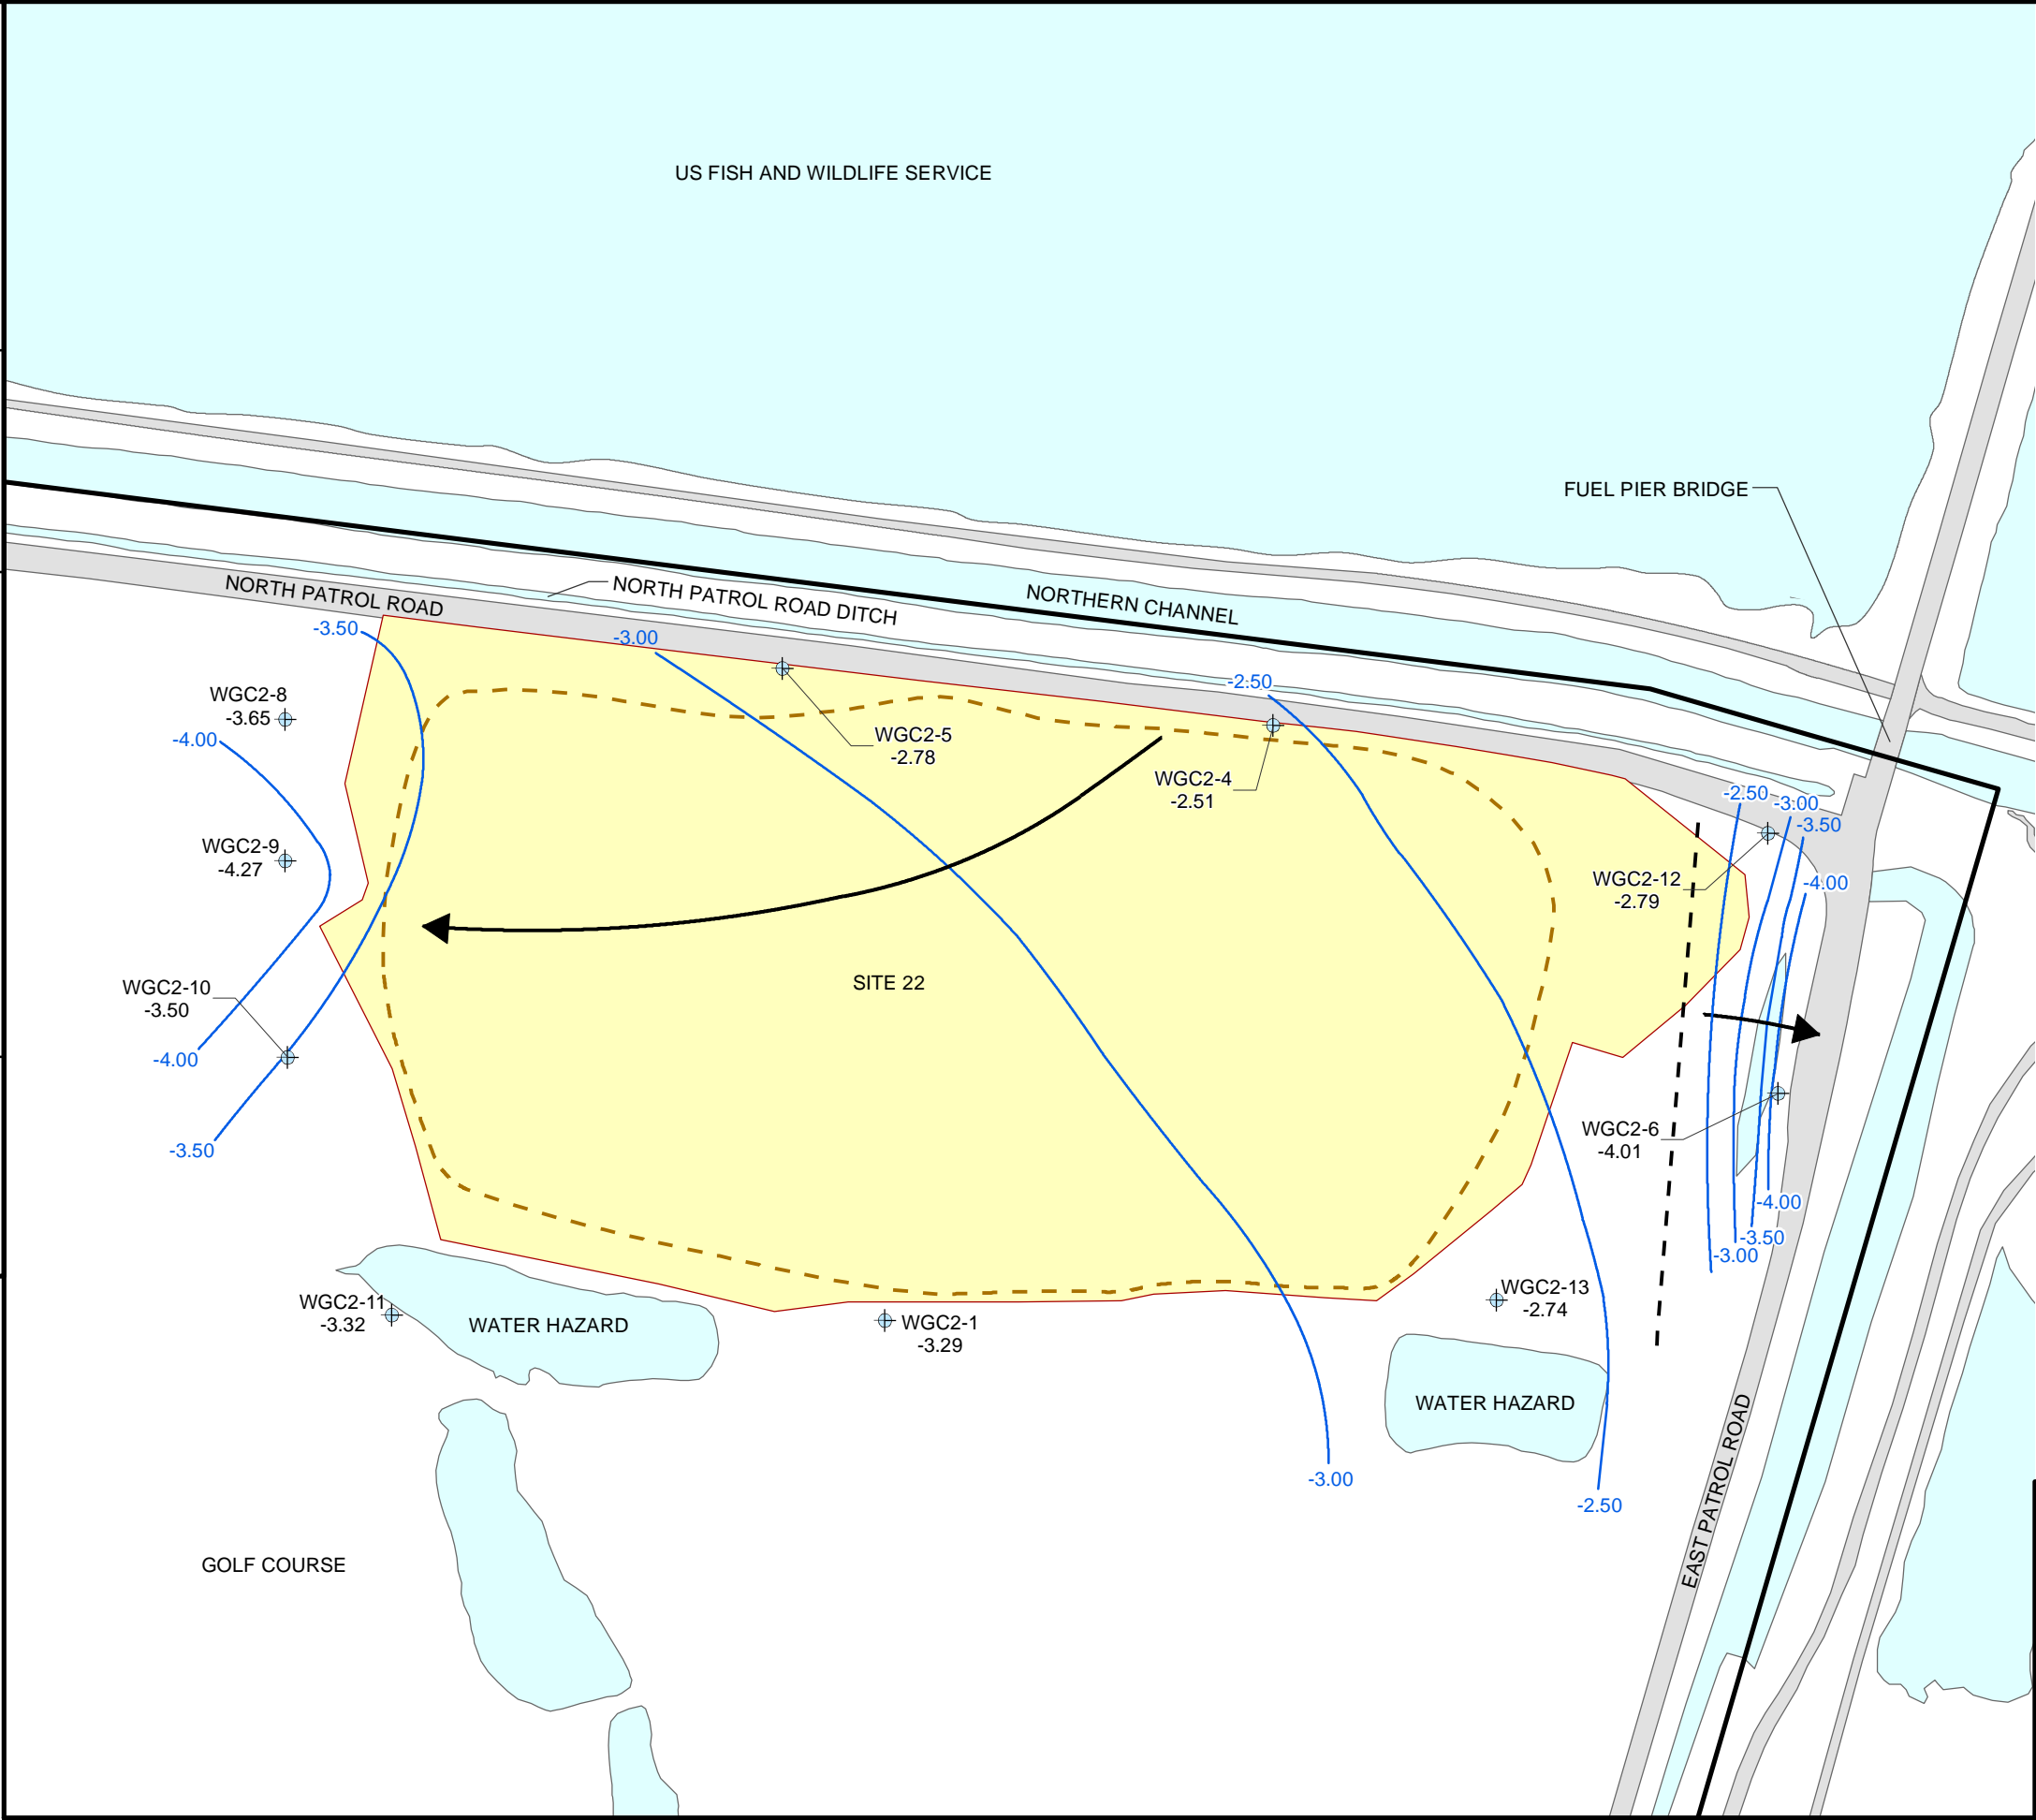 US FISH AND WILDLIFE SERVICE
FUEL PIER BRIDGE
NORTH PATROL ROAD
NORTH PATROL ROAD DITCH
NORTHERN CHANNEL
-3.50
-3.00
-2.50
WGC2-8
-3.65
-4.00
WGC2-5
-2.78
WGC2-4
-2.51
-2.50
-3.00
-3.50
-4.00
WGC2-9
-4.27
WGC2-12
-2.79
SITE 22
WGC2-10
-3.50
-4.00
-3.50
WGC2-6
-4.01
-4.00
-3.50
-3.00
WGC2-11
-3.32
WATER HAZARD
WGC2-1
-3.29
WGC2-13
-2.74
WATER HAZARD
-3.00
-2.50
EAST PATROL ROAD
GOLF COURSE